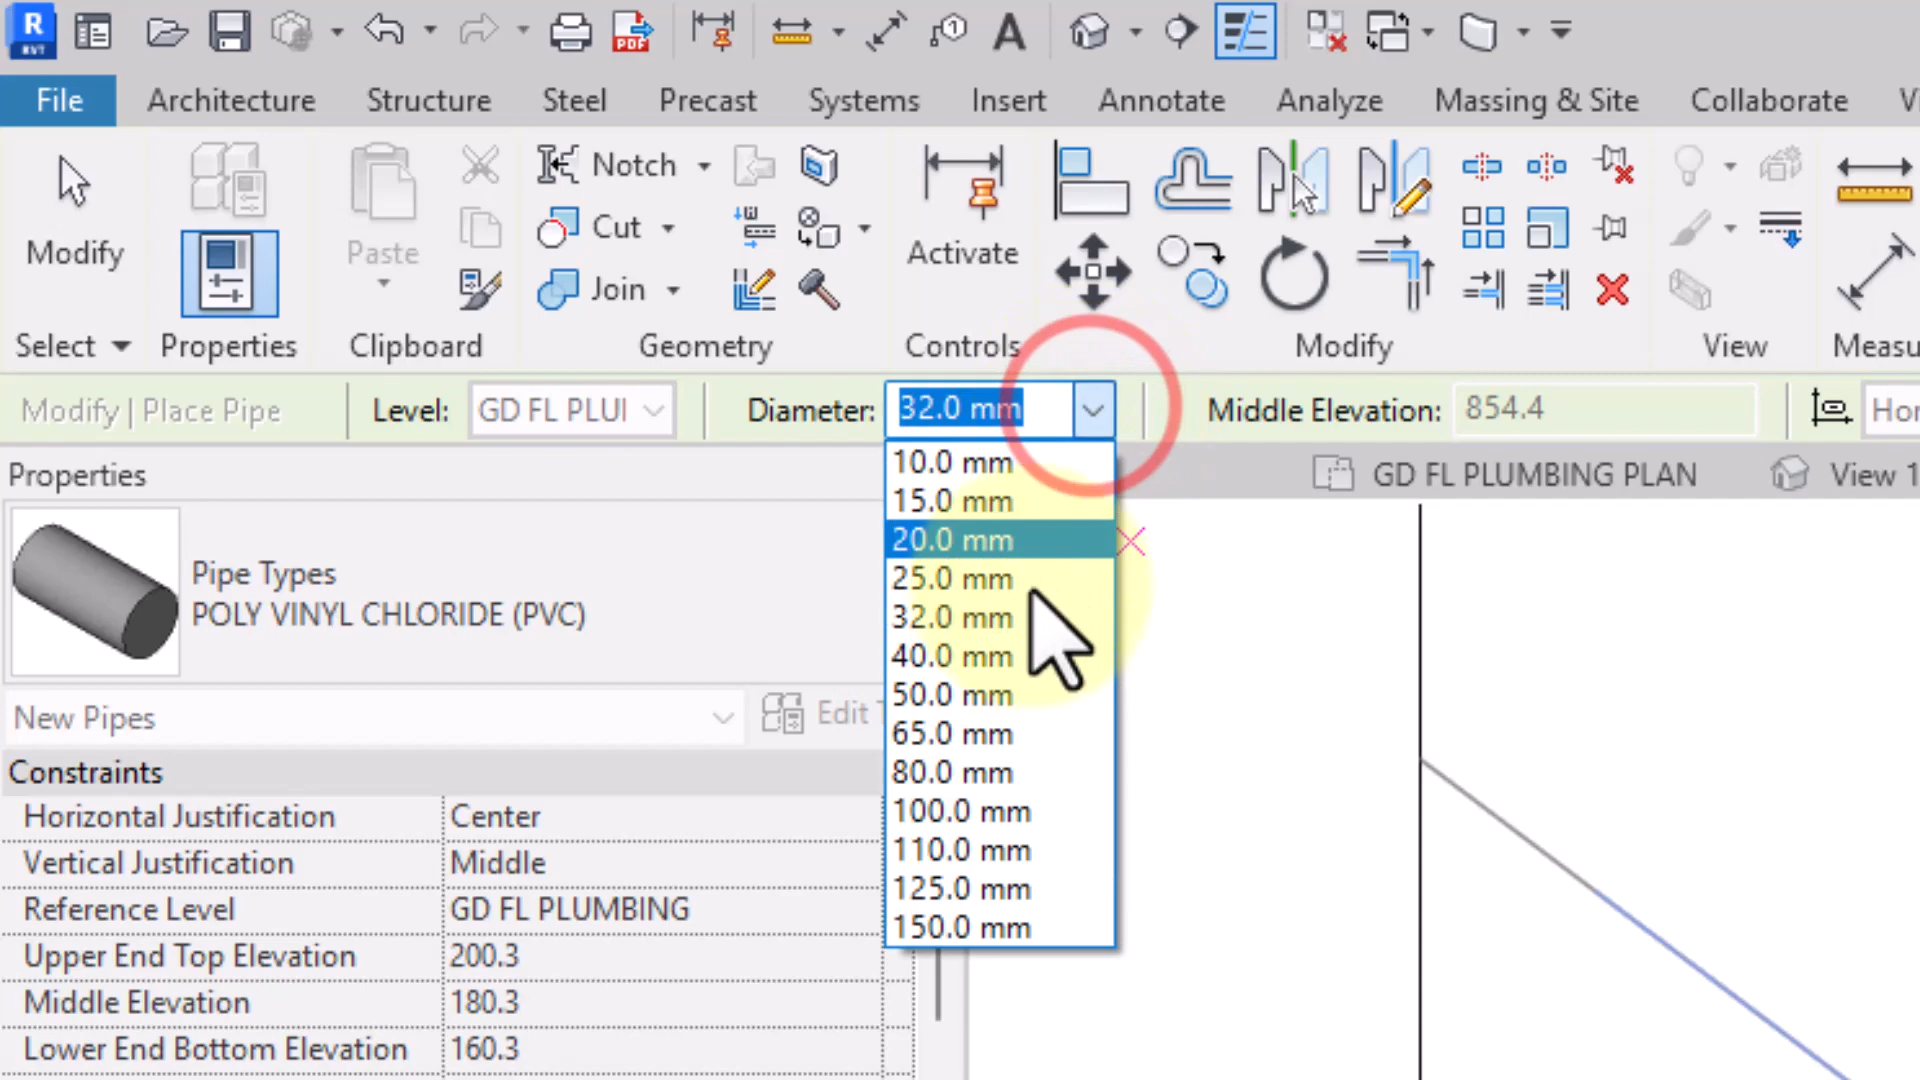 R
RVT
PDF
1
A
File Architecture Structure Steel Precast Systems Insert Annotate Analyze Massing & Site Collaborate
Modify
Paste
Notch
Cut
Join
Activate
Select Properties Clipboard Geometry Controls Modify View Measu
Modify | Place Pipe Level: GD FL PLUI Diameter: 32.0 mm Middle Elevation: 854.4 Hor
10.0 mm
15.0 mm
20.0 mm
25.0 mm
32.0 mm
40.0 mm
50.0 mm
65.0 mm
80.0 mm
100.0 mm
110.0 mm
125.0 mm
150.0 mm
Properties
GD FL PLUMBING PLAN View 1
Pipe Types
POLY VINYL CHLORIDE (PVC)
New Pipes Edit
Constraints
Horizontal Justification Center
Vertical Justification Middle
Reference Level GD FL PLUMBING
Upper End Top Elevation 200.3
Middle Elevation 180.3
Lower End Bottom Elevation 160.3